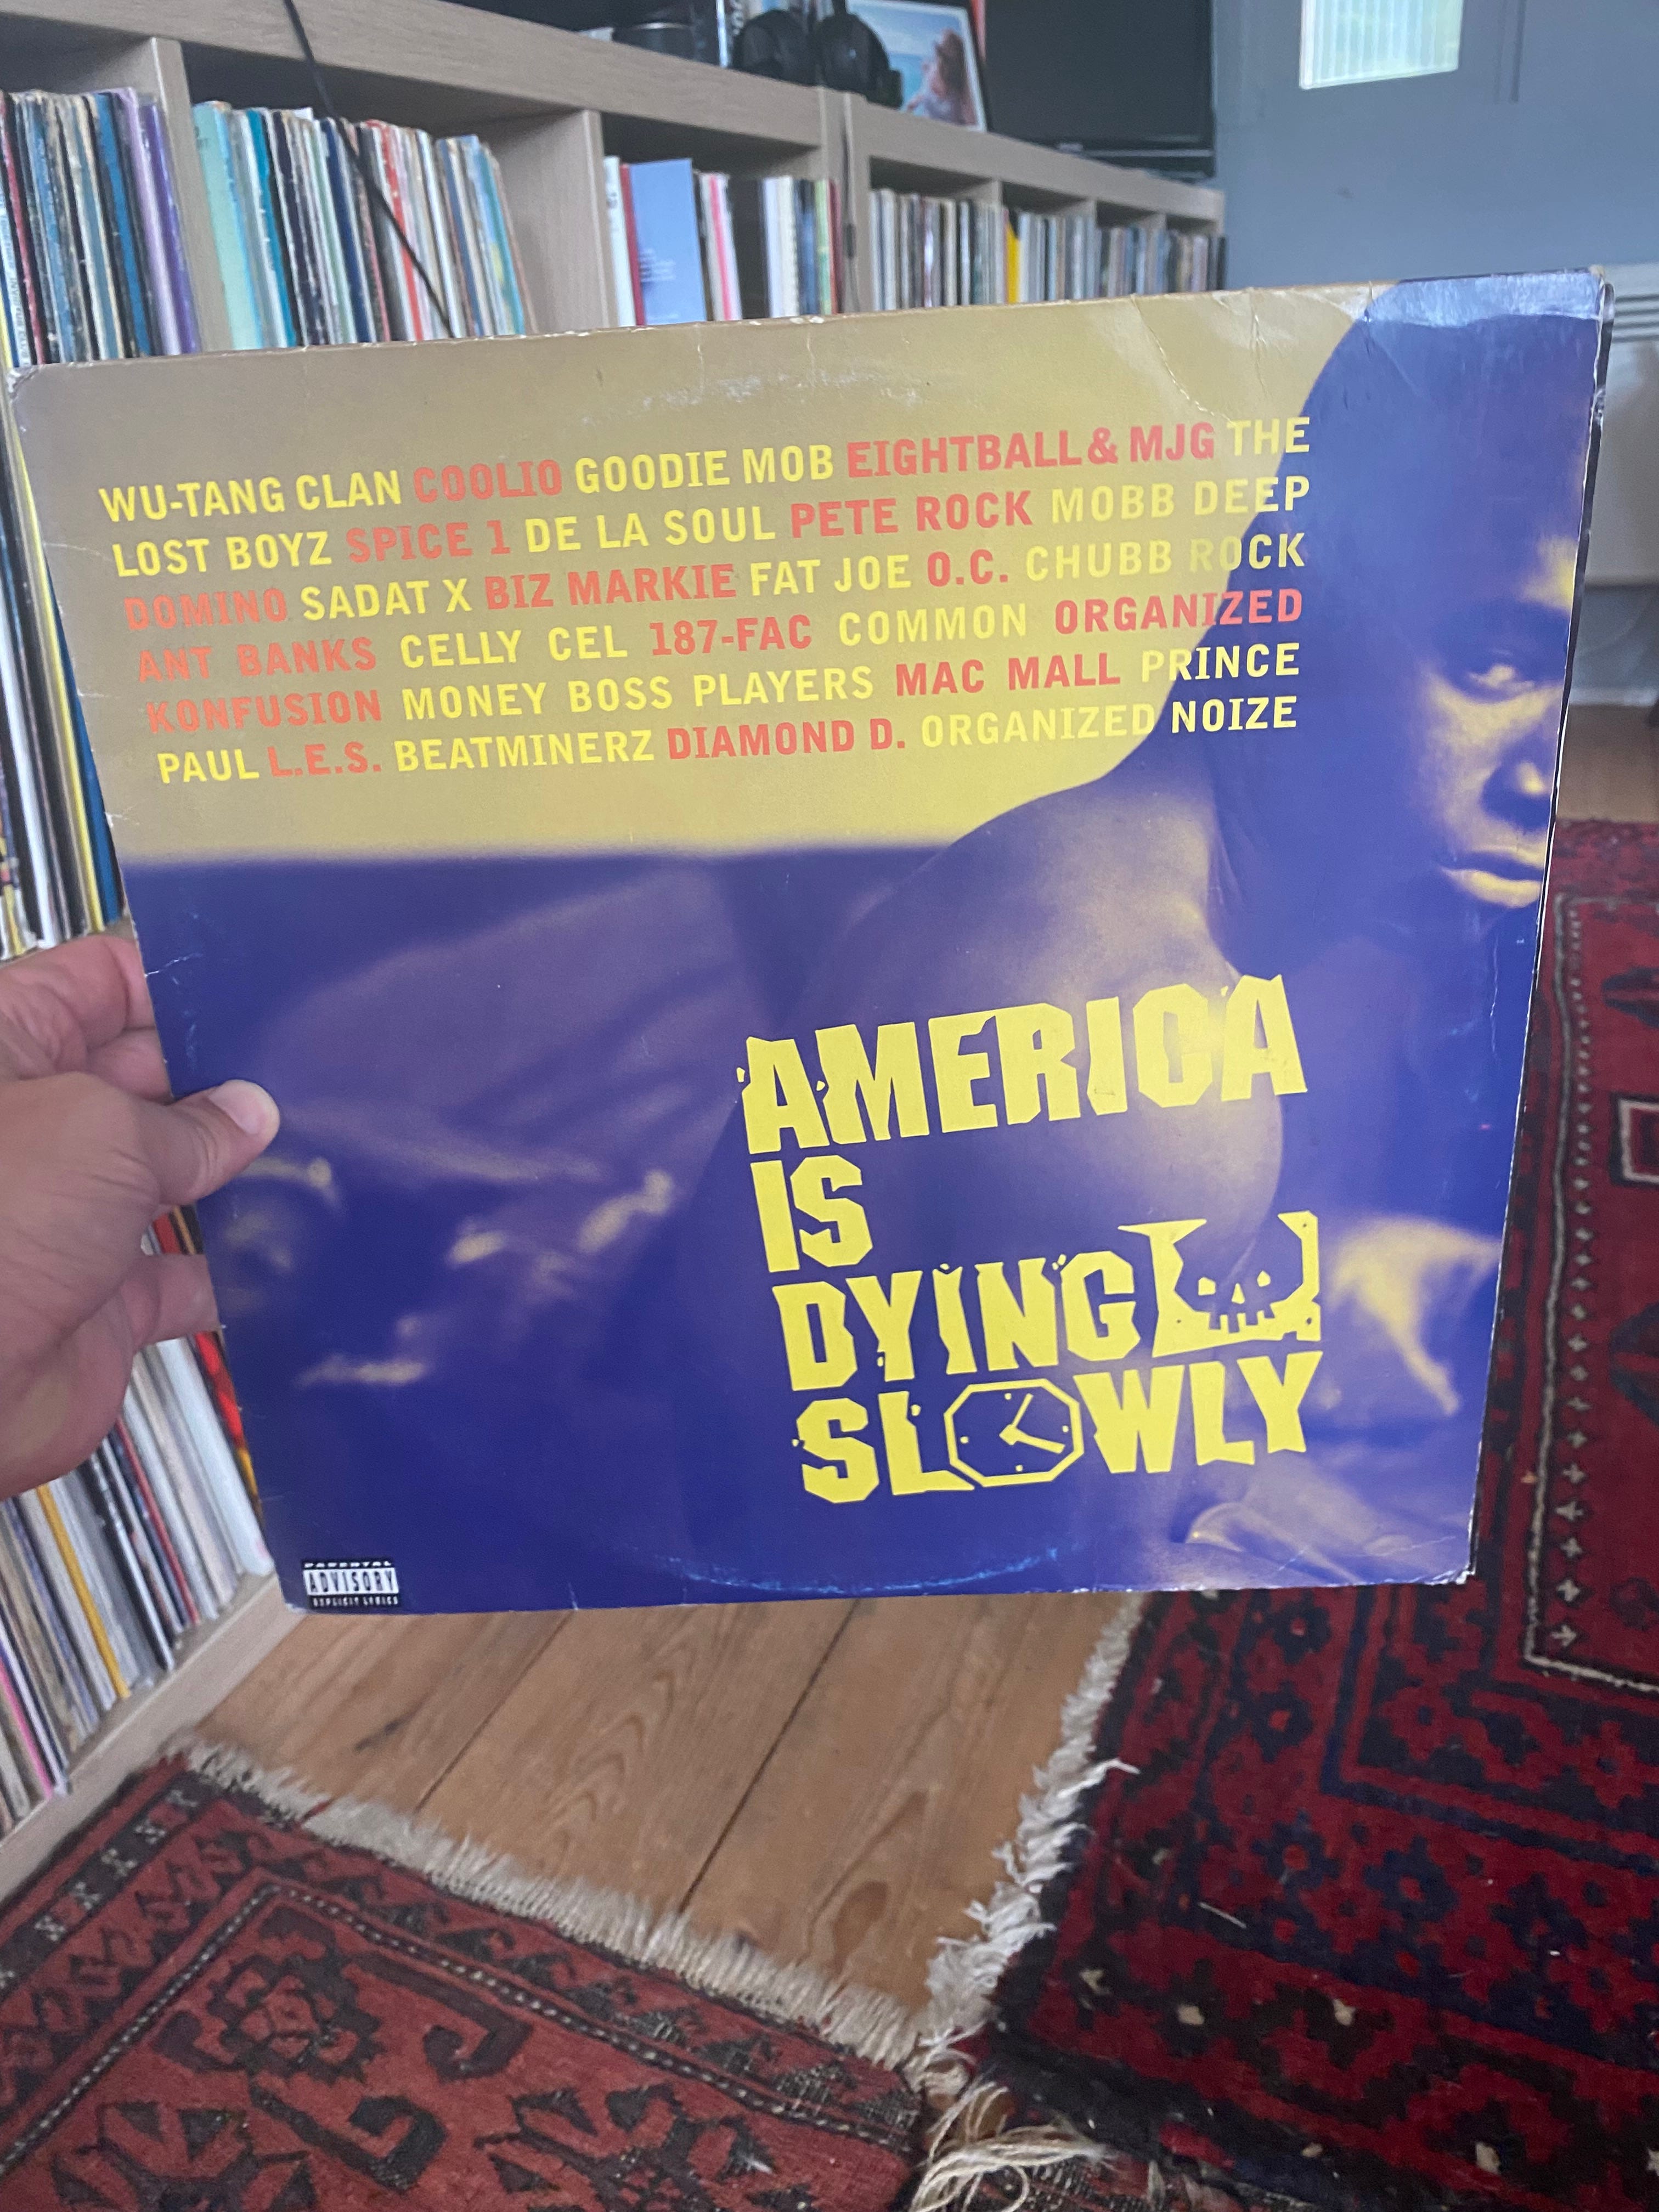 WU-TANG CLAN COOLIO GOODIE MOB EIGHTBALL & MJG THE
LOST BOYZ SPICE 1 DE LA SOUL PETE ROCK MOBB DEEP
DOMINO SADAT X BIZ MARKIE FAT JOE O.C. CHUBB ROCK
ANT BANKS CELLY CEL 187-FAC COMMON ORGANIZED
KONFUSION MONEY BOSS PLAYERS MAC MALL PRINCE
PAUL L.E.S. BEATMINERZ DIAMOND D. ORGANIZED NOIZE
AMERICA
IS
DYING
SLOWLY
PARENTAL
ADVISORY
EXPLICIT LYRICS